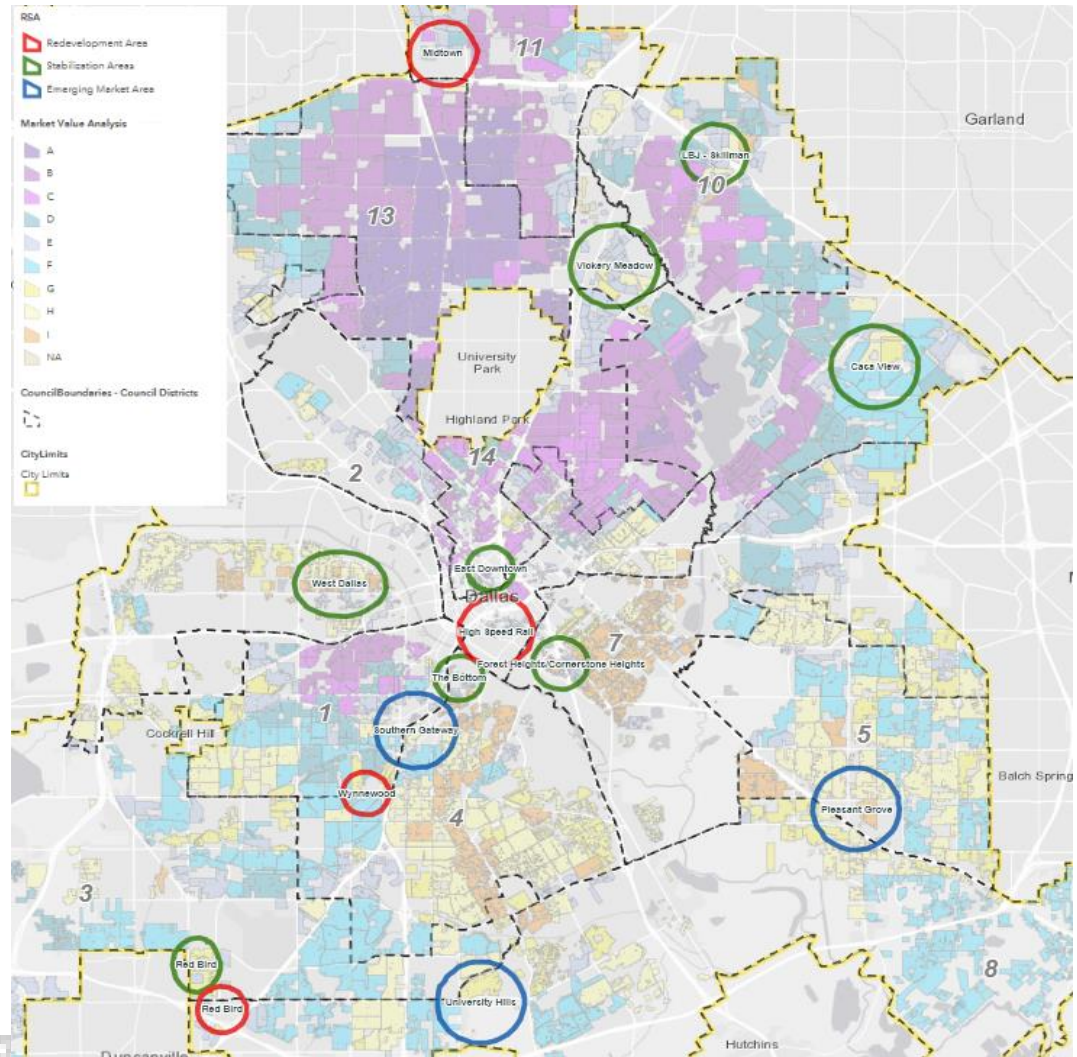 RSA
Redevelopment Area
Stabilization Areas
Emerging Market Area
Market Value Analysis
A
B
C
D
E
F
G
H
I
NA
CouncilBoundaries - Council Districts
CityLimits
City Limits
Midtown
11
Garland
LBJ - Skillman
10
13
Vickery Meadow
University
Park
Casa View
Highland Park
14
2
East Downtown
West Dallas
Dallas
High Speed Rail
7
Forest Heights/Cornerstone Heights
The Bottom
1
Southern Gateway
Cockrell Hill
5
Balch Spring
Wynnewood
Pleasant Grove
4
3
Red Bird
8
University Hills
Red Bird
Hutchins
Duncanville